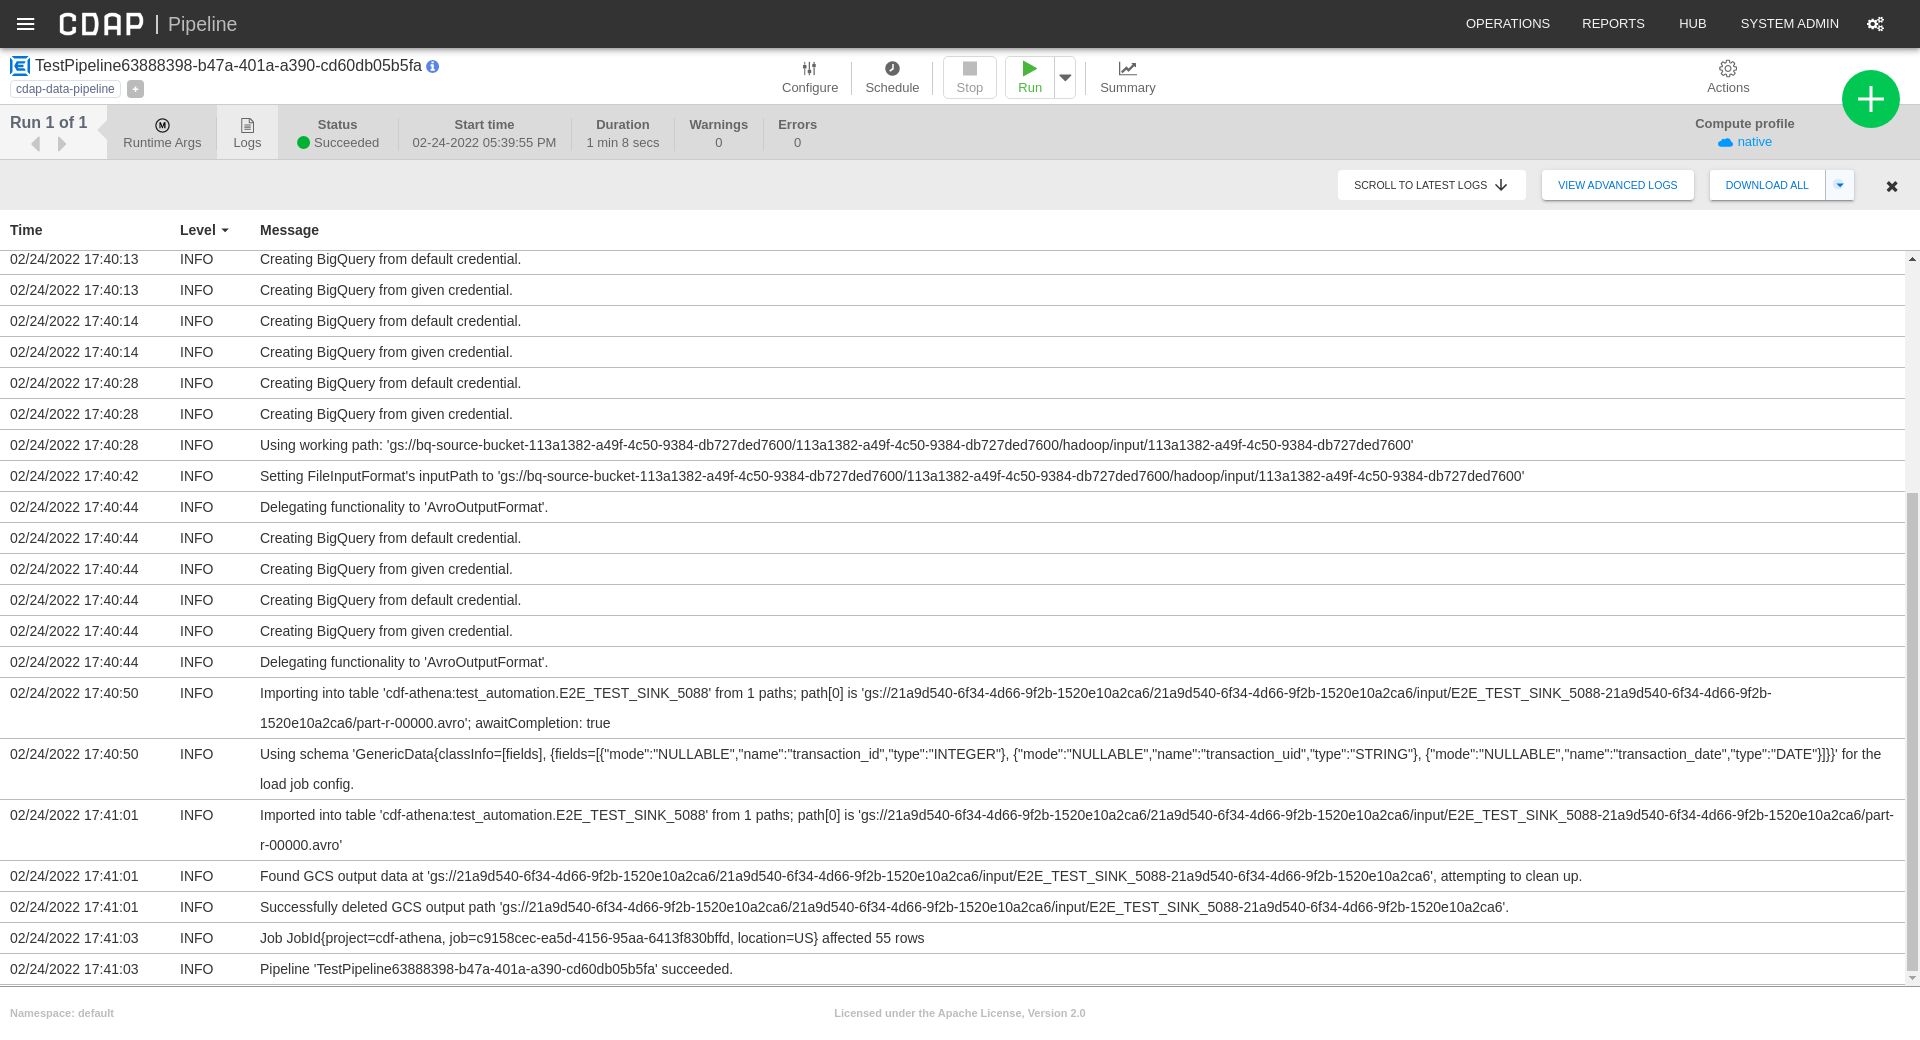 CDAP | Pipeline
OPERATIONS REPORTS HUB SYSTEM ADMIN
TestPipeline63888398-b47a-401a-a390-cd60db05b5fa
cdap-data-pipeline +
Configure Schedule Stop Run Summary Actions
Run 1 of 1
Runtime Args
Logs
Status
Succeeded
Start time
02-24-2022 05:39:55 PM
Duration
1 min 8 secs
Warnings
0
Errors
0
Compute profile
native
SCROLL TO LATEST LOGS VIEW ADVANCED LOGS DOWNLOAD ALL
Time Level Message
02/24/2022 17:40:13 INFO Creating BigQuery from default credential.
02/24/2022 17:40:13 INFO Creating BigQuery from given credential.
02/24/2022 17:40:14 INFO Creating BigQuery from default credential.
02/24/2022 17:40:14 INFO Creating BigQuery from given credential.
02/24/2022 17:40:28 INFO Creating BigQuery from default credential.
02/24/2022 17:40:28 INFO Creating BigQuery from given credential.
02/24/2022 17:40:28 INFO Using working path: 'gs://bq-source-bucket-113a1382-a49f-4c50-9384-db727ded7600/113a1382-a49f-4c50-9384-db727ded7600/hadoop/input/113a1382-a49f-4c50-9384-db727ded7600'
02/24/2022 17:40:42 INFO Setting FileInputFormat's inputPath to 'gs://bq-source-bucket-113a1382-a49f-4c50-9384-db727ded7600/113a1382-a49f-4c50-9384-db727ded7600/hadoop/input/113a1382-a49f-4c50-9384-db727ded7600'
02/24/2022 17:40:44 INFO Delegating functionality to 'AvroOutputFormat'.
02/24/2022 17:40:44 INFO Creating BigQuery from default credential.
02/24/2022 17:40:44 INFO Creating BigQuery from given credential.
02/24/2022 17:40:44 INFO Creating BigQuery from default credential.
02/24/2022 17:40:44 INFO Creating BigQuery from given credential.
02/24/2022 17:40:44 INFO Delegating functionality to 'AvroOutputFormat'.
02/24/2022 17:40:50 INFO Importing into table 'cdf-athena:test_automation.E2E_TEST_SINK_5088' from 1 paths; path[0] is 'gs://21a9d540-6f34-4d66-9f2b-1520e10a2ca6/21a9d540-6f34-4d66-9f2b-1520e10a2ca6/input/E2E_TEST_SINK_5088-21a9d540-6f34-4d66-9f2b-
1520e10a2ca6/part-r-00000.avro'; awaitCompletion: true
02/24/2022 17:40:50 INFO Using schema 'GenericData{classInfo=[fields], {fields=[{"mode":"NULLABLE","name":"transaction_id","type":"INTEGER"}, {"mode":"NULLABLE","name":"transaction_uid","type":"STRING"}, {"mode":"NULLABLE","name":"transaction_date","type":"DATE"}]}}' for the
load job config.
02/24/2022 17:41:01 INFO Imported into table 'cdf-athena:test_automation.E2E_TEST_SINK_5088' from 1 paths; path[0] is 'gs://21a9d540-6f34-4d66-9f2b-1520e10a2ca6/21a9d540-6f34-4d66-9f2b-1520e10a2ca6/input/E2E_TEST_SINK_5088-21a9d540-6f34-4d66-9f2b-1520e10a2ca6/part-
r-00000.avro'
02/24/2022 17:41:01 INFO Found GCS output data at 'gs://21a9d540-6f34-4d66-9f2b-1520e10a2ca6/21a9d540-6f34-4d66-9f2b-1520e10a2ca6/input/E2E_TEST_SINK_5088-21a9d540-6f34-4d66-9f2b-1520e10a2ca6', attempting to clean up.
02/24/2022 17:41:01 INFO Successfully deleted GCS output path 'gs://21a9d540-6f34-4d66-9f2b-1520e10a2ca6/21a9d540-6f34-4d66-9f2b-1520e10a2ca6/input/E2E_TEST_SINK_5088-21a9d540-6f34-4d66-9f2b-1520e10a2ca6'.
02/24/2022 17:41:03 INFO Job JobId{project=cdf-athena, job=c9158cec-ea5d-4156-95aa-6413f830bffd, location=US} affected 55 rows
02/24/2022 17:41:03 INFO Pipeline 'TestPipeline63888398-b47a-401a-a390-cd60db05b5fa' succeeded.
Namespace: default
Licensed under the Apache License, Version 2.0